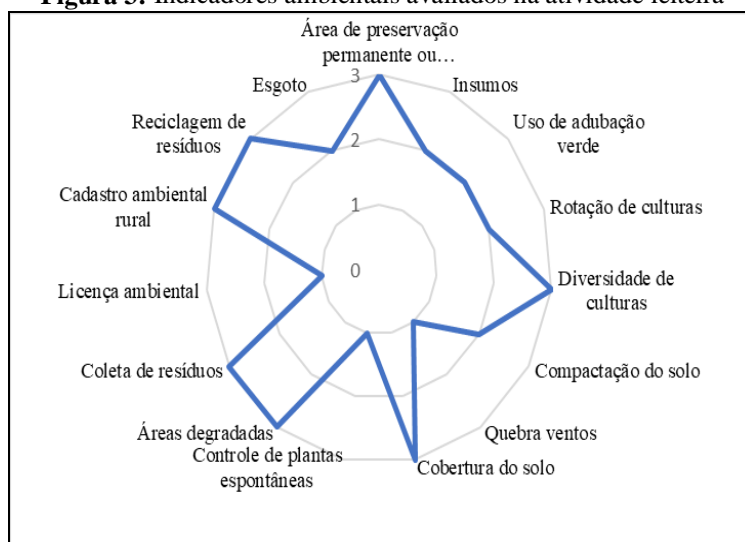 Figura 3: Indicadores ambientais avaliados na atividade leiteira
Área de preservação
permanente ou...
Insumos
Uso de adubação
verde
Rotação de culturas
Diversidade de
culturas
Compactação do solo
Quebra ventos
Cobertura do solo
Controle de plantas
espontâneas
Áreas degradadas
Coleta de resíduos
Licença ambiental
Cadastro ambiental
rural
Reciclagem de
resíduos
Esgoto
3
2
1
0